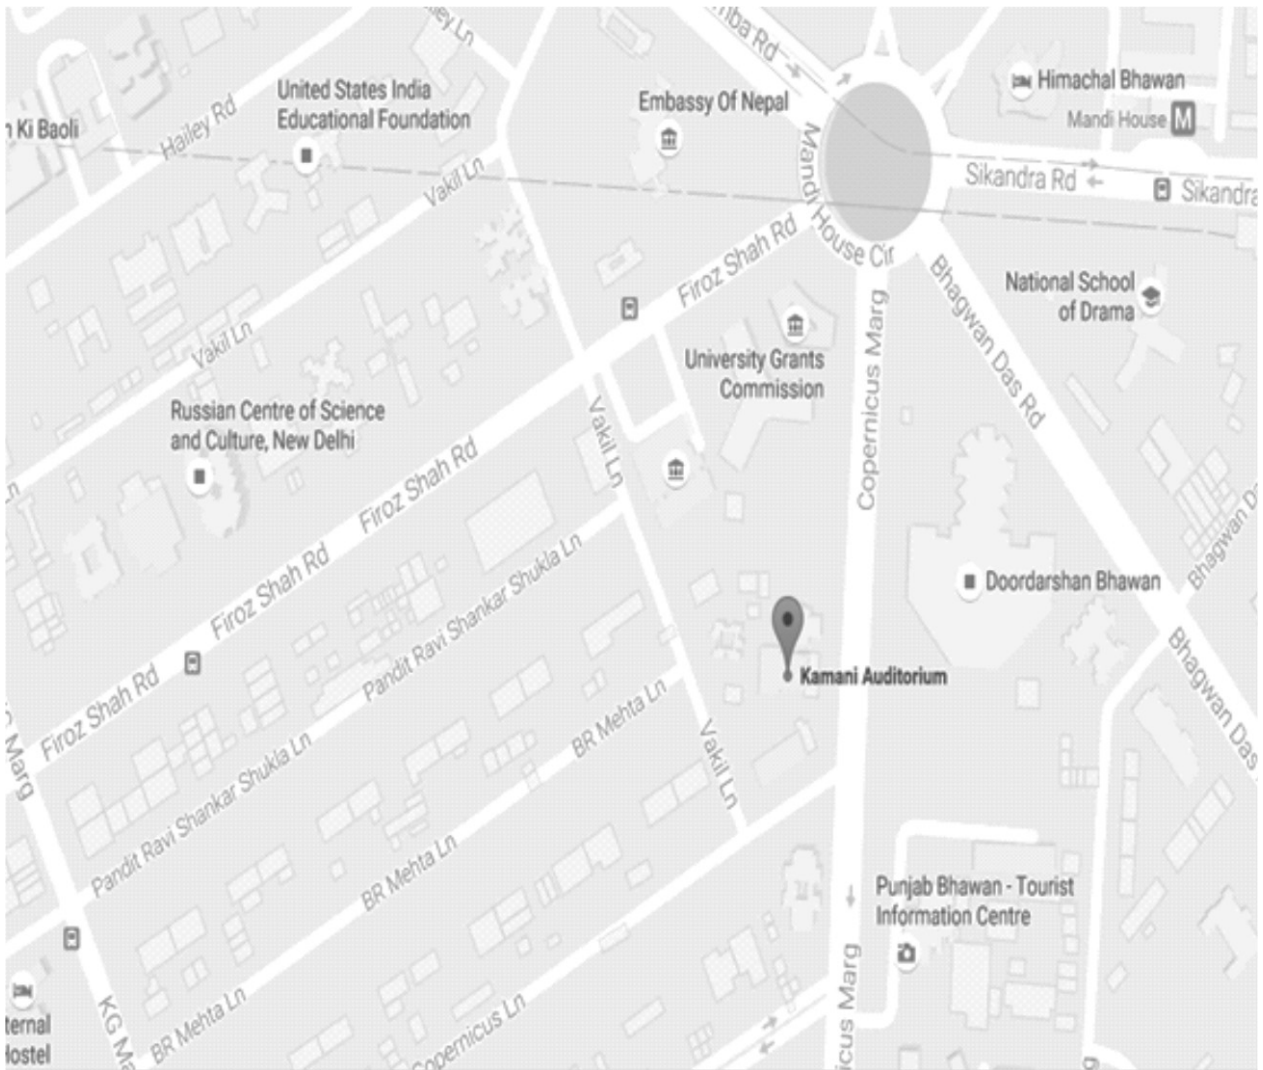 ley Ln
mba Rd
United States India
Educational Foundation
Hailey Rd
n Ki Baoli
Embassy Of Nepal
Himachal Bhawan
Mandi House M
Mandi House Cir
Sikandra Rd
Sikandra
Vakil Ln
Firoz Shah Rd
Bhagwan Das Rd
National School
of Drama
Copernicus Marg
University Grants
Commission
Vakil Ln
Russian Centre of Science
and Culture, New Delhi
Vakil Ln
Firoz Shah Rd
Ln
Bhagwan Da
Firoz Shah Rd
Pandit Ravi Shankar Shukla Ln
Doordarshan Bhawan
Kamani Auditorium
Firoz Shah Rd
BR Mehta Ln
Bhagwan Das
Vakil Ln
G Marg
Pandit Ravi Shankar Shukla Ln
BR Mehta Ln
Punjab Bhawan - Tourist
Information Centre
icus Marg
KG Ma
ternal
Hostel
BR Mehta Ln
Copernicus Ln
g